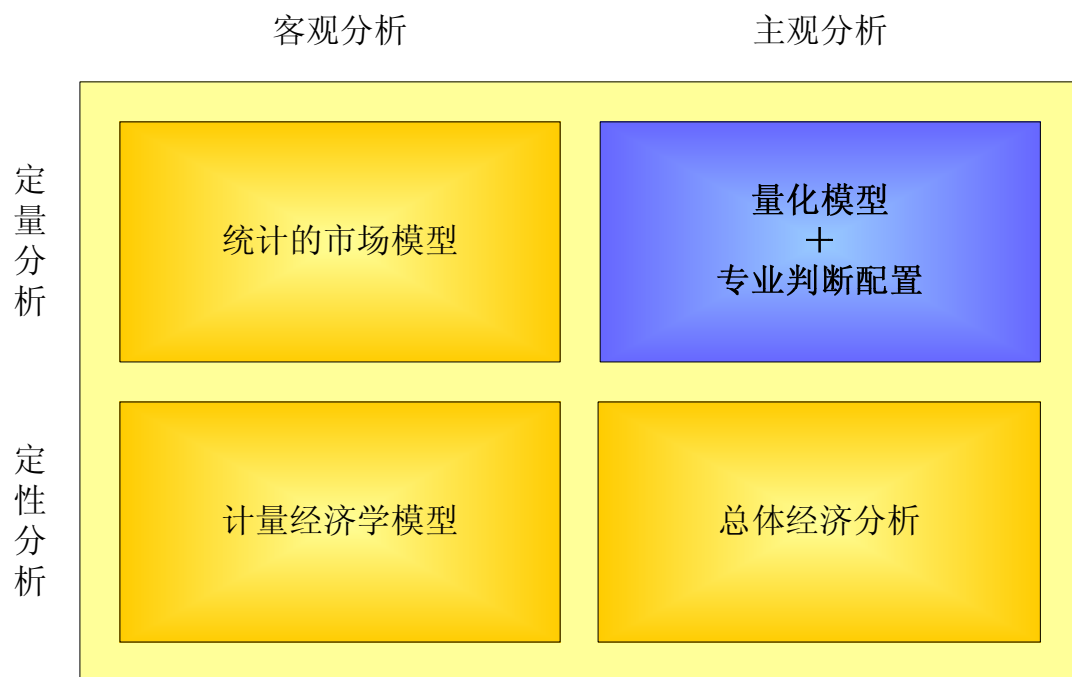 客观分析
主观分析
定量分析
统计的市场模型
量化模型
＋
专业判断配置
定性分析
计量经济学模型
总体经济分析